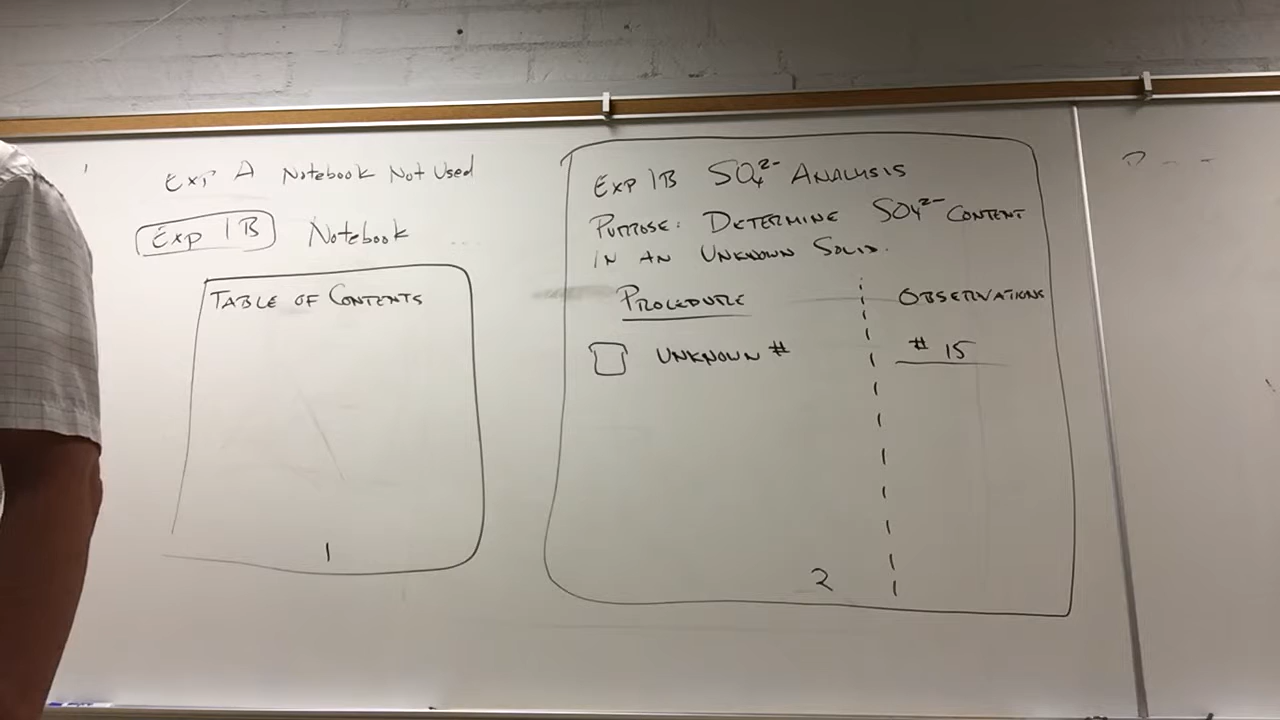 Exp A Notebook Not Used
Exp 1B Notebook
TABLE OF CONTENTS
1
EXP 1B SO₄²⁻ ANALYSIS
PURPOSE: DETERMINE SO₄²⁻ CONTENT
IN AN UNKNOWN SOLID.
PROCEDURE OBSERVATIONS
UNKNOWN # # 15
2